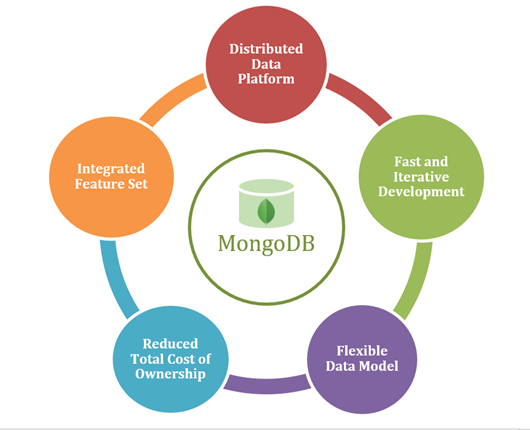 Distributed
Data
Platform
Fast and
Iterative
Development
Flexible
Data Model
Reduced
Total Cost of
Ownership
Integrated
Feature Set
MongoDB